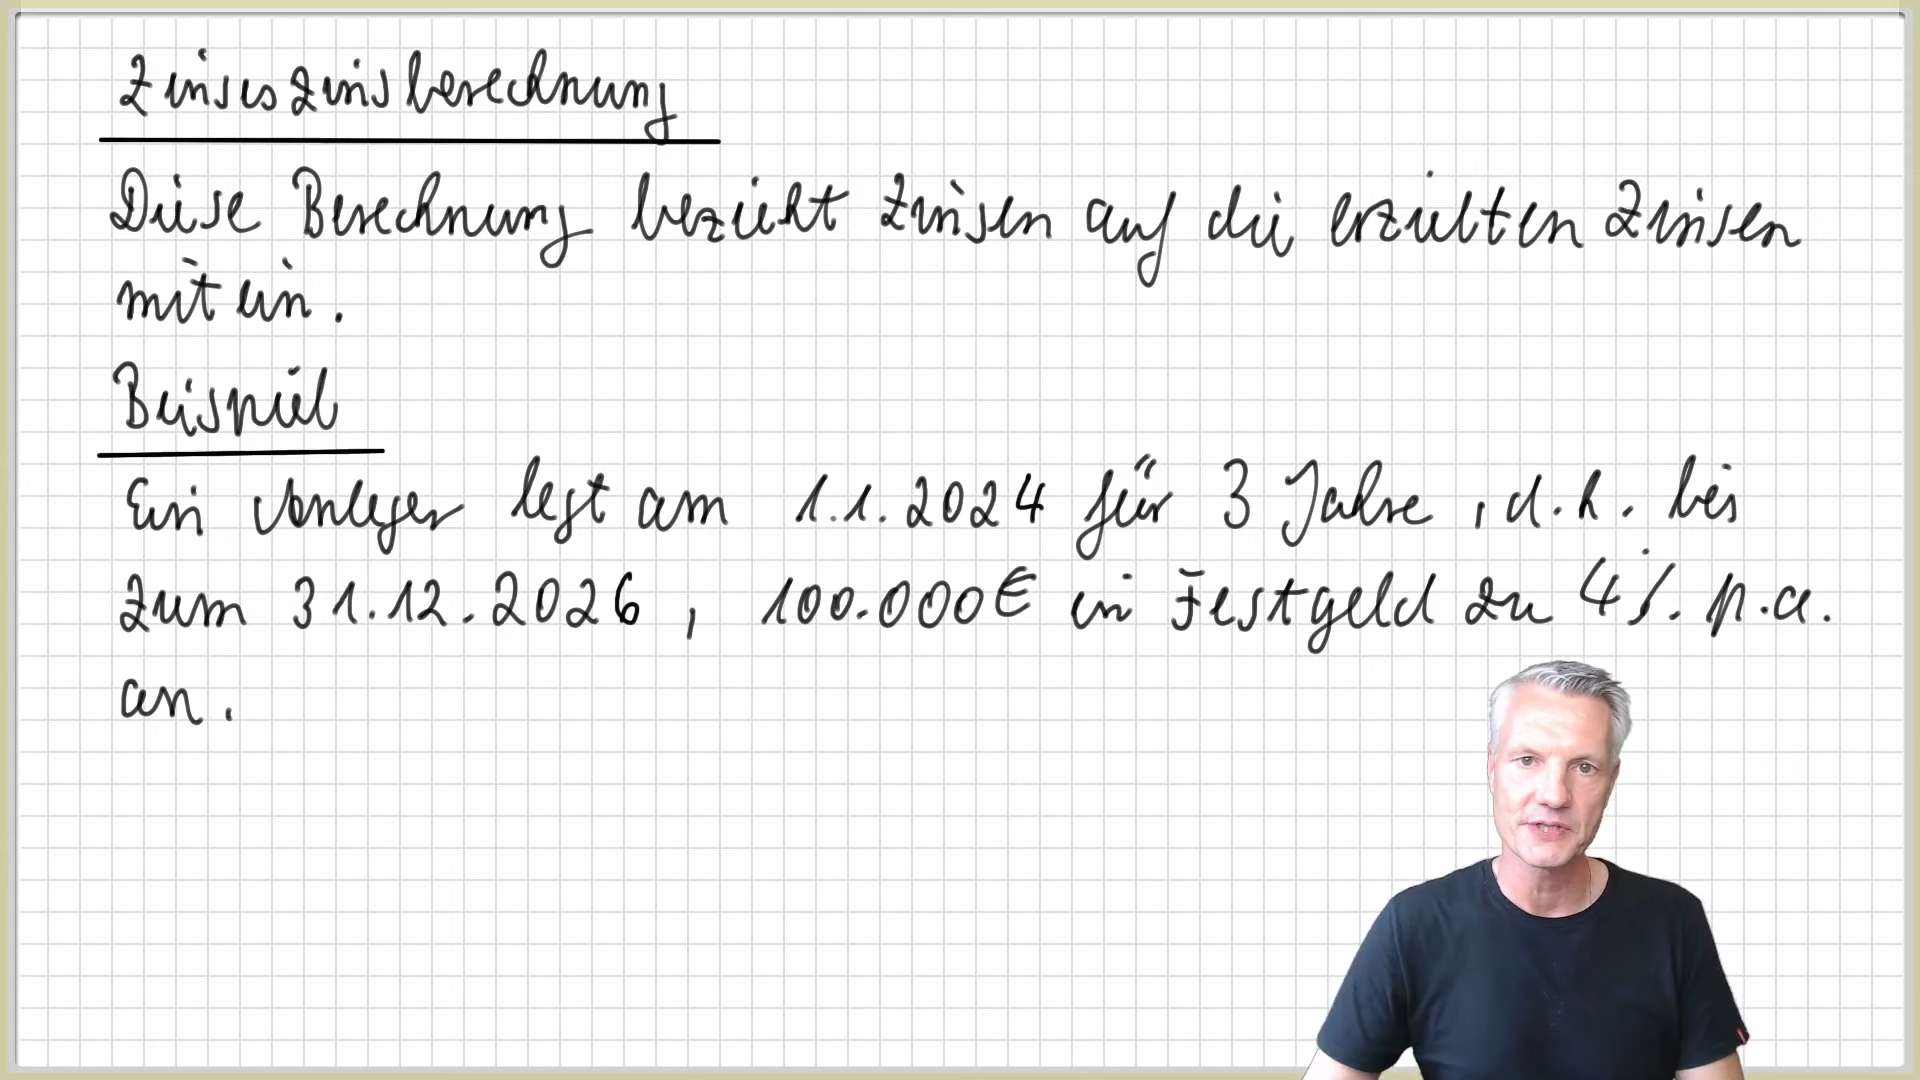 Zinseszinsberechnung
Diese Berechnung bezieht Zinsen auf die erzielten Zinsen
mit ein.
Beispiel
Ein Anleger legt am 1.1.2024 für 3 Jahre, d.h. bis
zum 31.12.2026, 100.000€ in Festgeld zu 4% p.a.
an.